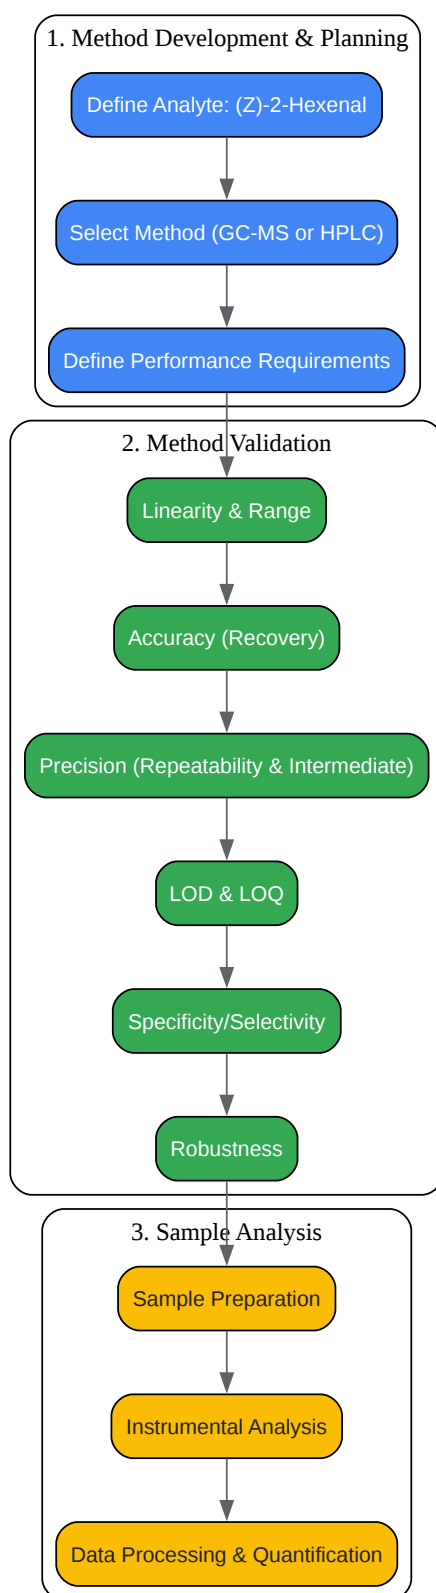 1. Method Development & Planning
Define Analyte: (Z)-2-Hexenal
Select Method (GC-MS or HPLC)
Define Performance Requirements
2. Method Validation
Linearity & Range
Accuracy (Recovery)
Precision (Repeatability & Intermediate)
LOD & LOQ
Specificity/Selectivity
Robustness
3. Sample Analysis
Sample Preparation
Instrumental Analysis
Data Processing & Quantification